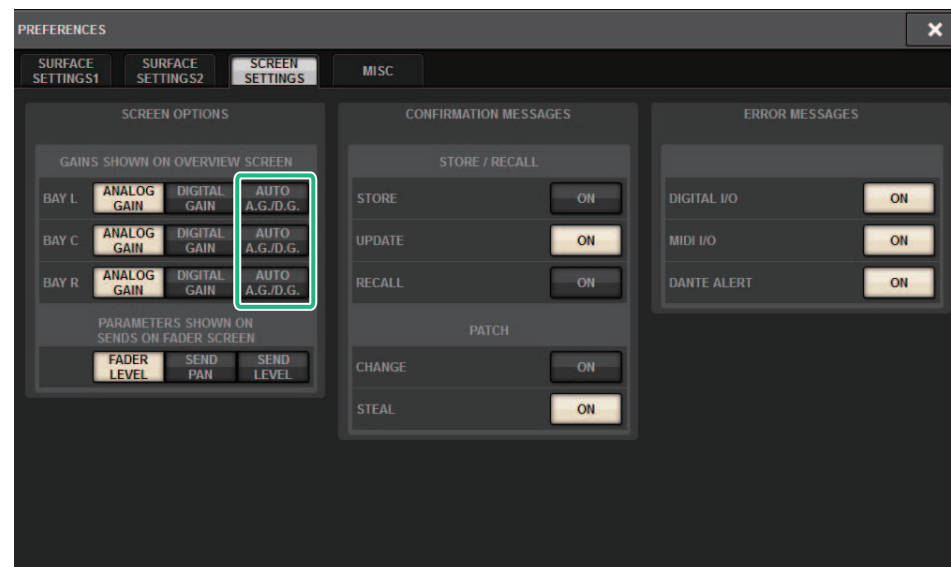 PREFERENCES
SURFACE SETTINGS1
SURFACE SETTINGS2
SCREEN SETTINGS
MISC
SCREEN OPTIONS
GAINS SHOWN ON OVERVIEW SCREEN
BAY L ANALOG GAIN DIGITAL GAIN AUTO A.G./D.G.
BAY C ANALOG GAIN DIGITAL GAIN AUTO A.G./D.G.
BAY R ANALOG GAIN DIGITAL GAIN AUTO A.G./D.G.
PARAMETERS SHOWN ON
SENDS ON FADER SCREEN
FADER LEVEL SEND PAN SEND LEVEL
CONFIRMATION MESSAGES
STORE / RECALL
STORE ON
UPDATE ON
RECALL ON
PATCH
CHANGE ON
STEAL ON
ERROR MESSAGES
DIGITAL I/O ON
MIDI I/O ON
DANTE ALERT ON